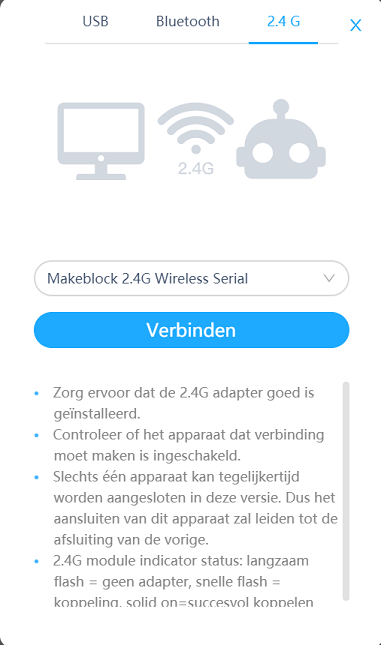 USB Bluetooth 2.4 G X
2.4G
Makeblock 2.4G Wireless Serial
Verbinden
• Zorg ervoor dat de 2.4G adapter goed is
geïnstalleerd.
• Controleer of het apparaat dat verbinding
moet maken is ingeschakeld.
• Slechts één apparaat kan tegelijkertijd
worden aangesloten in deze versie. Dus het
aansluiten van dit apparaat zal leiden tot de
afsluiting van de vorige.
• 2.4G module indicator status: langzaam
flash = geen adapter, snelle flash =
koppeling, solid on=succesvol koppelen